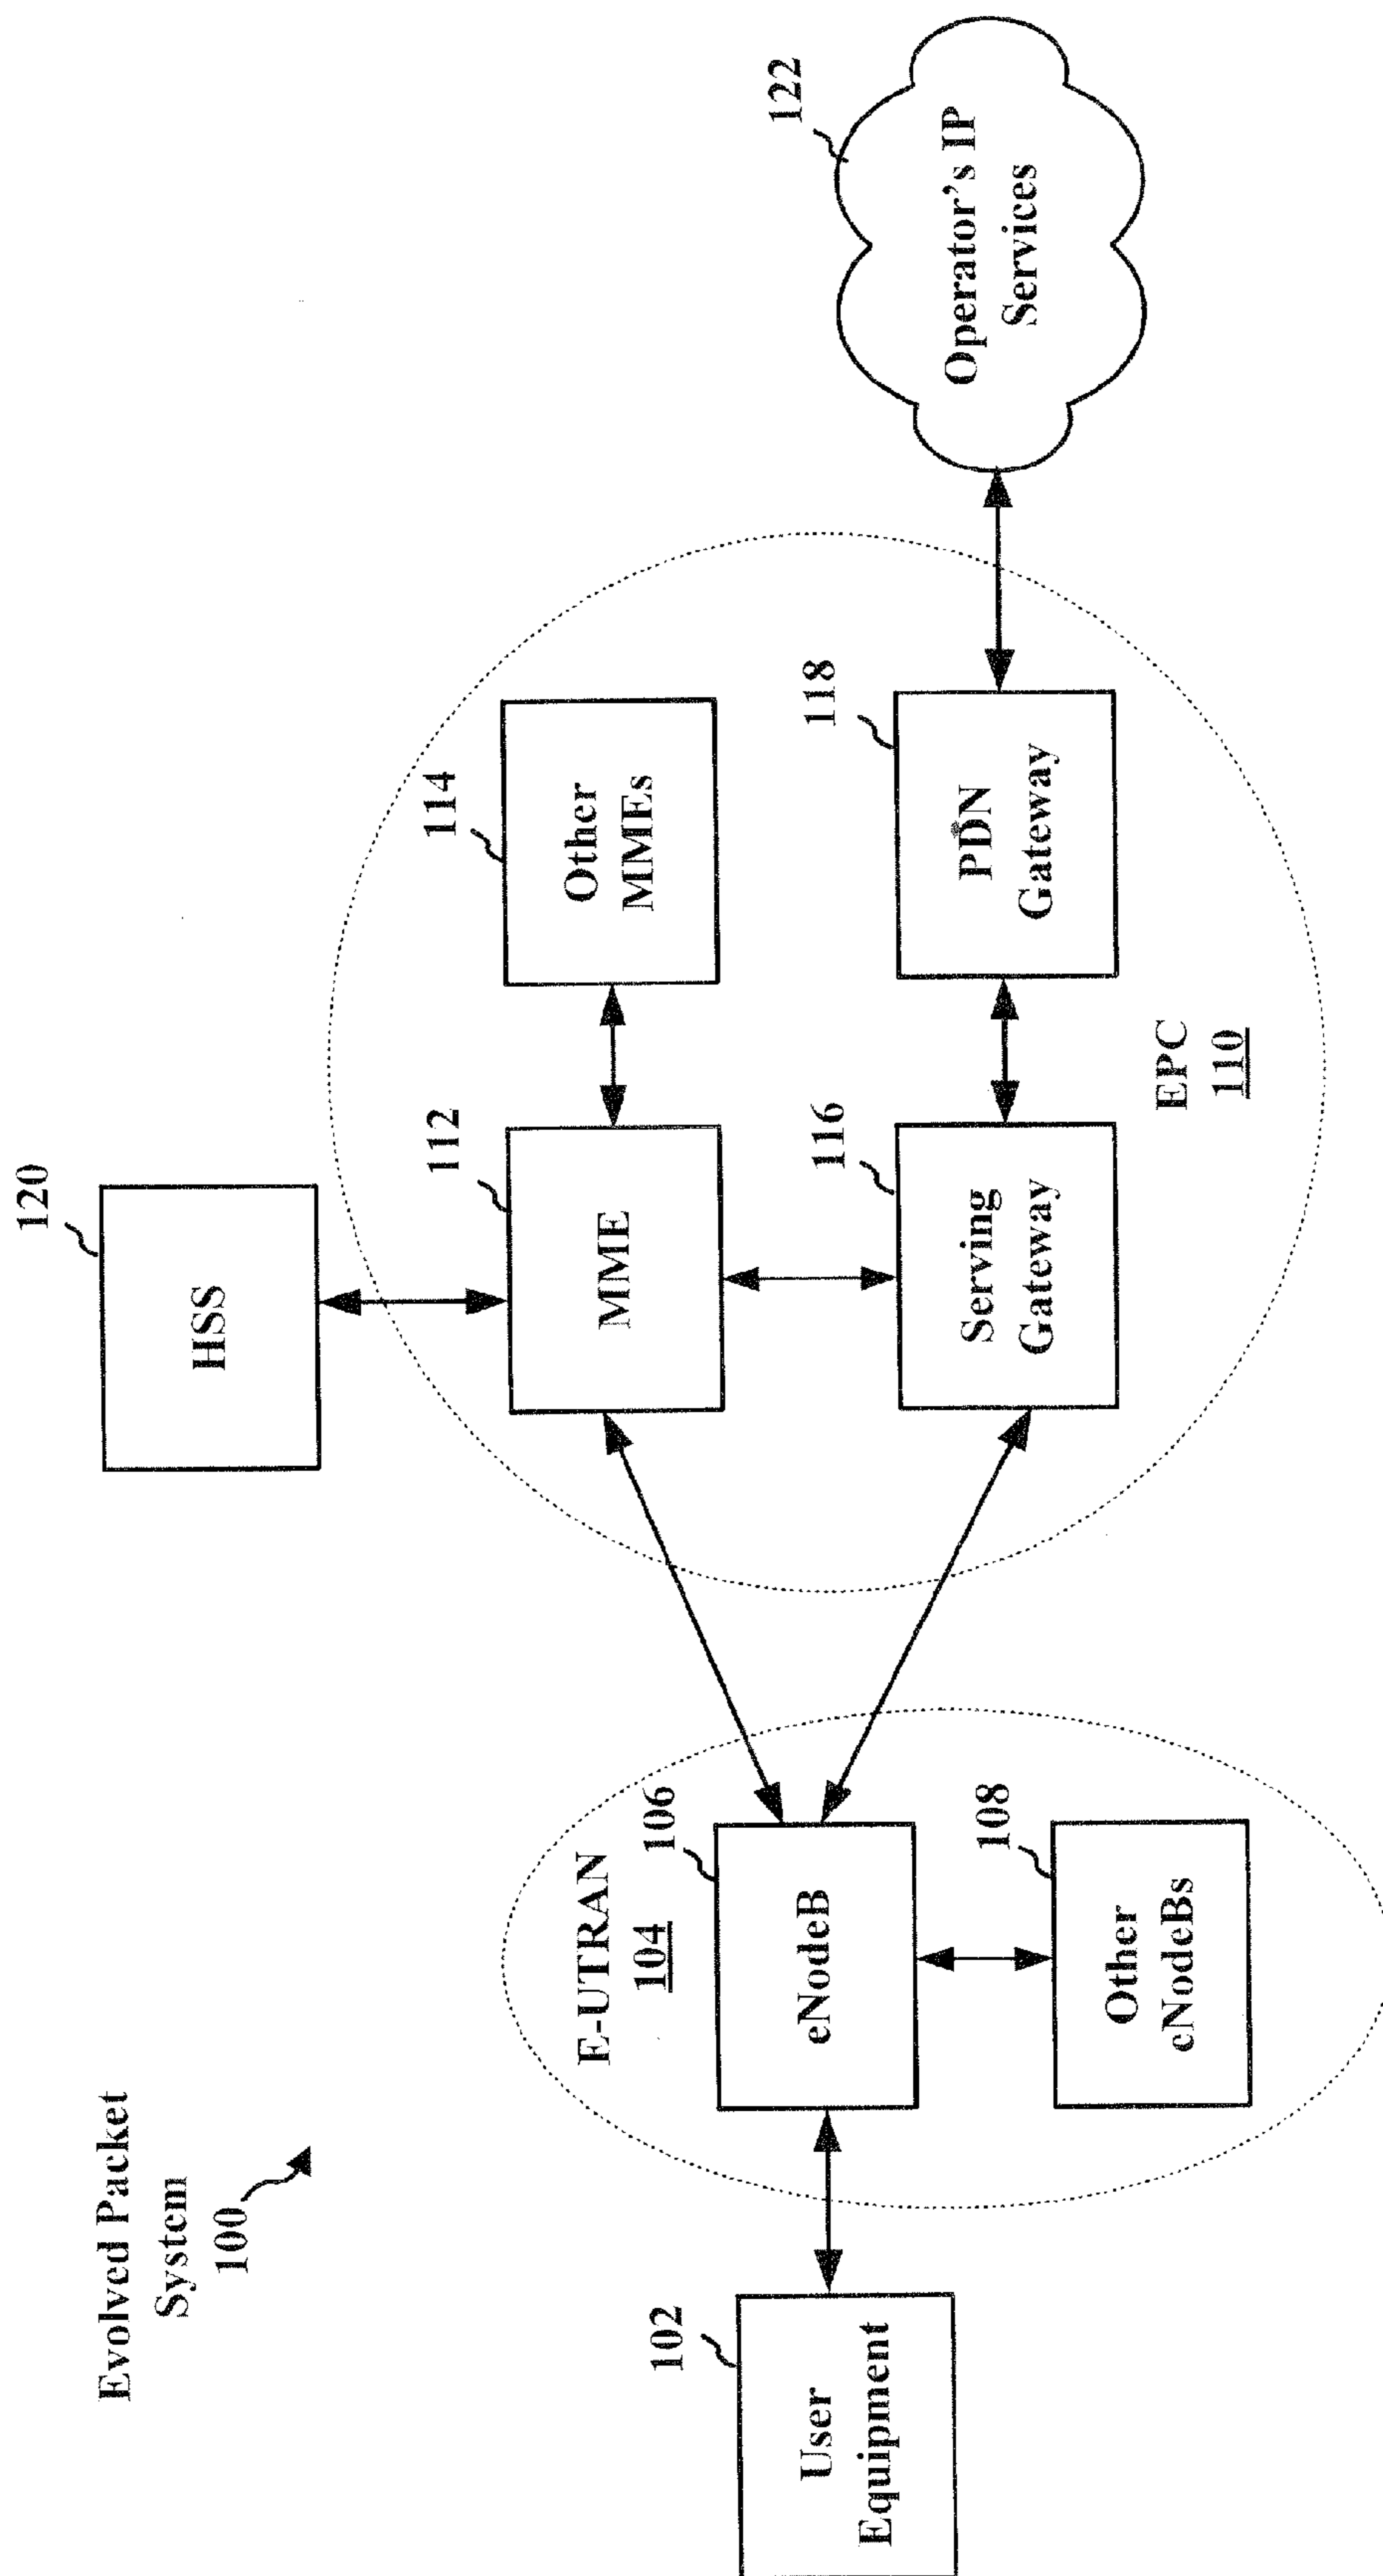 Evolved Packet
System
100
120
HSS
E-UTRAN
104
112
MME
114
Other
MMEs
102
User
Equipment
106
eNodeB
108
Other
eNodeBs
116
Serving
Gateway
118
PDN
Gateway
EPC
110
122
Operator's IP
Services